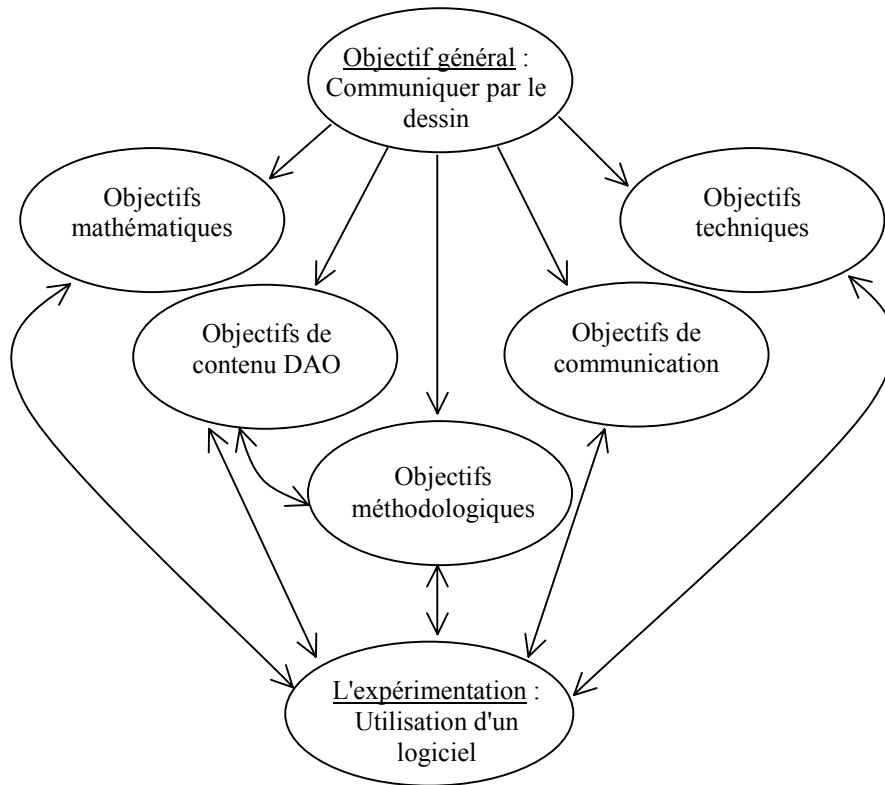 Objectif général :
Communiquer par le
dessin
Objectifs
mathématiques
Objectifs
techniques
Objectifs de
contenu DAO
Objectifs de
communication
Objectifs
méthodologiques
L'expérimentation :
Utilisation d'un
logiciel